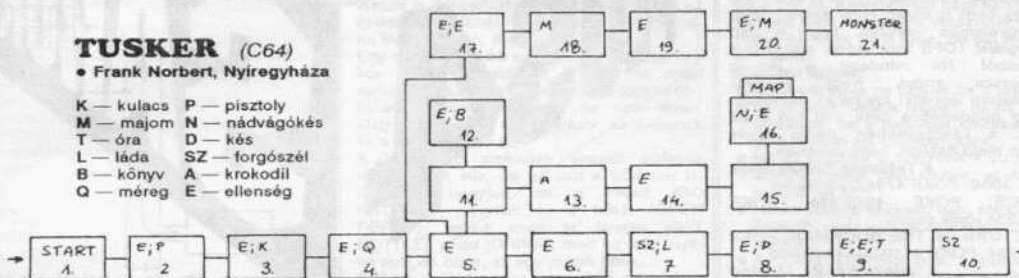 TUSKER (C64)
• Frank Norbert, Nyíregyháza
K — kulacs P — pisztoly
M — majom N — nádvágókés
T — óra D — kés
L — láda SZ — forgószél
B — könyv A — krokodil
Q — méreg E — ellenség
E;E
17.
M
18.
E
19.
E;M
20.
MONSTER
21.
E;B
12.
MAP
N;E
16.
11.
A
13.
E
14.
15.
START
1.
E;P
2
E;K
3.
E;Q
4.
E
5.
E
6.
SZ;L
7
E;D
8.
E;E;T
9.
SZ
10.